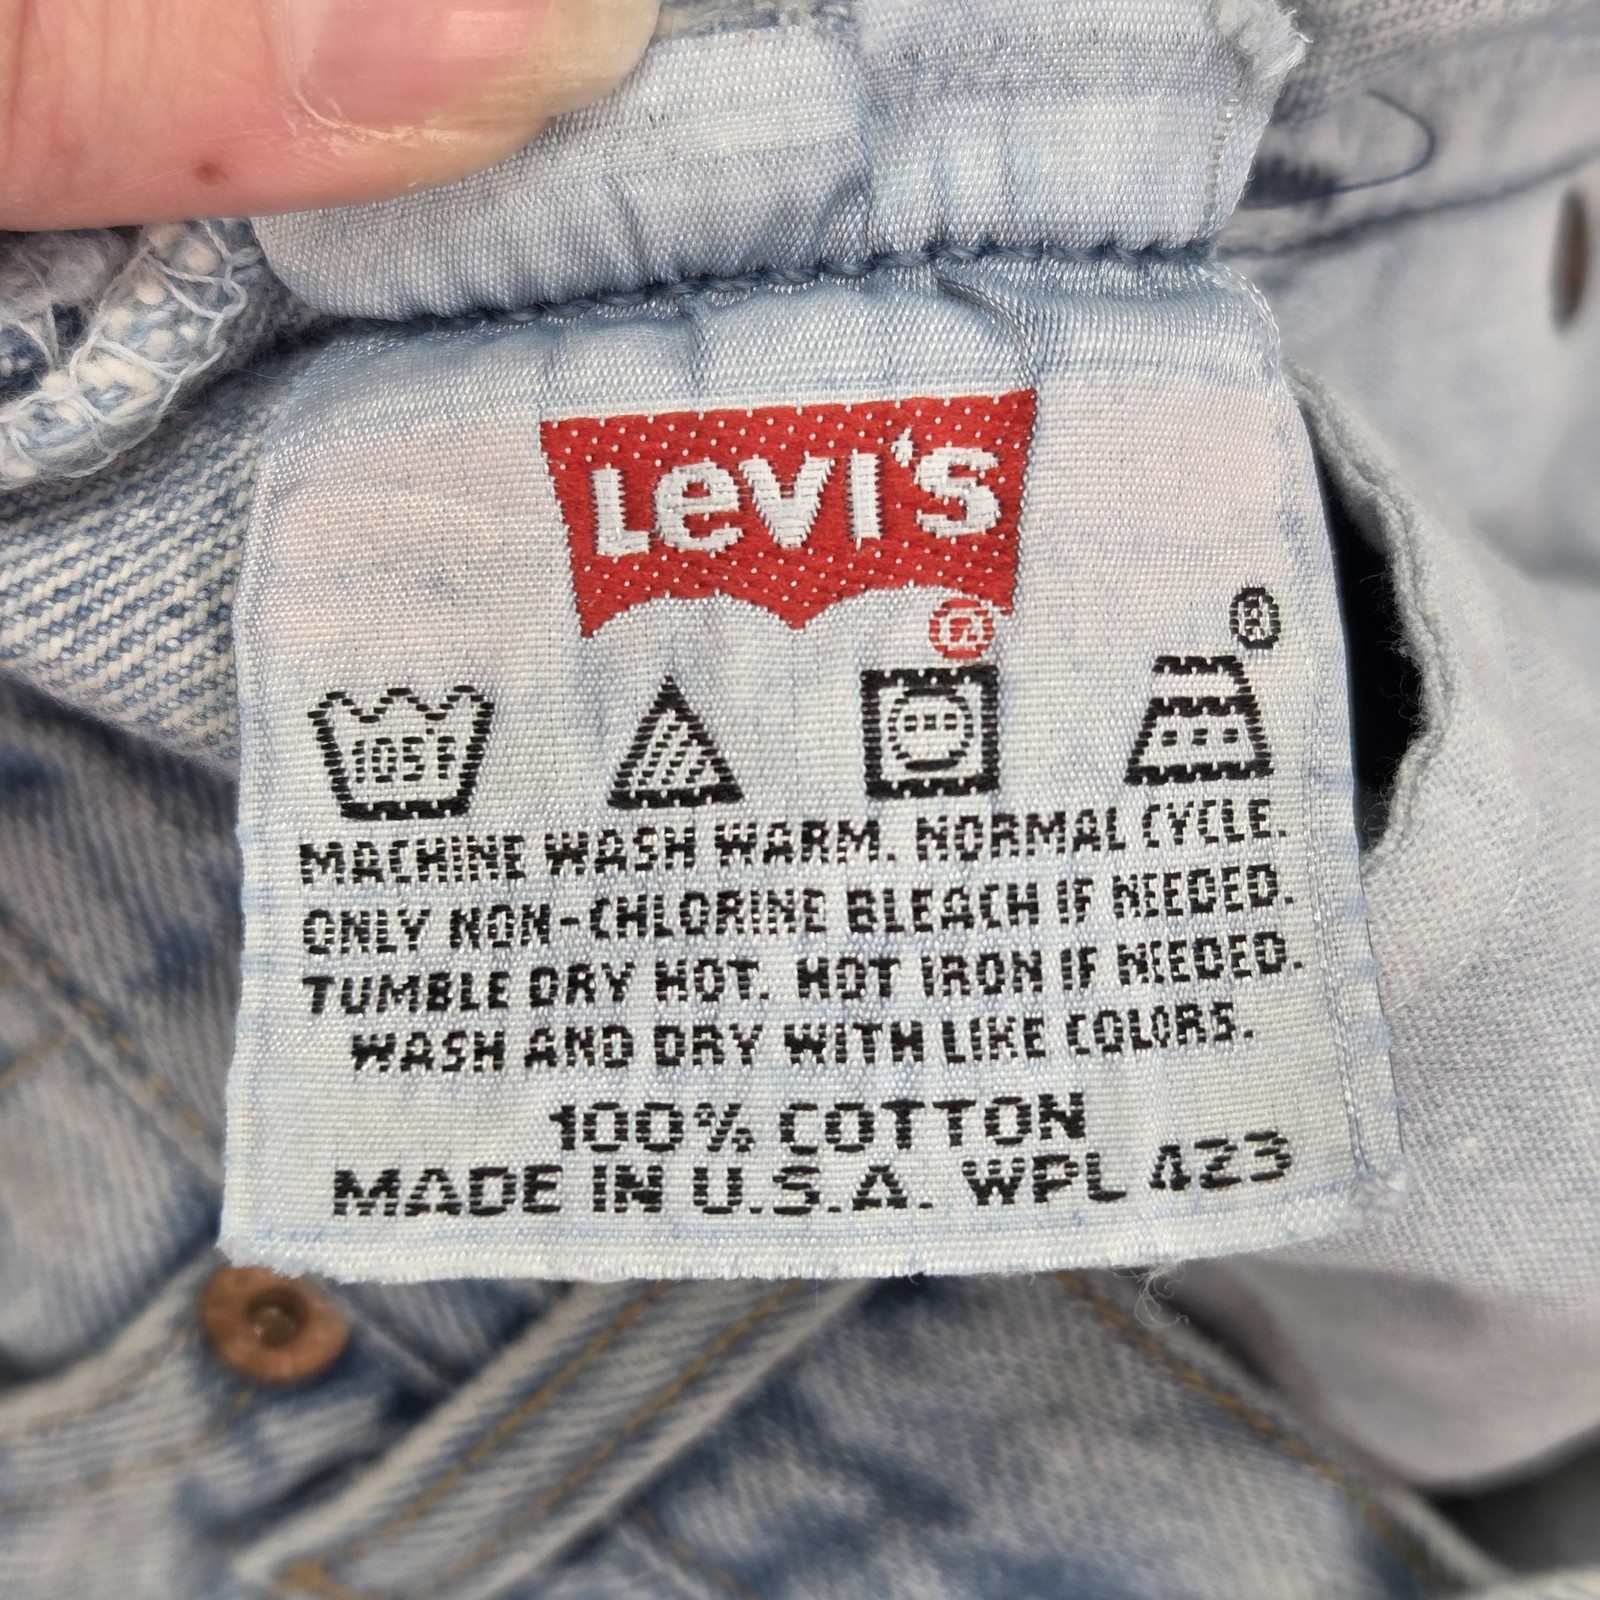 Levi's
®
®
105°F
MACHINE WASH WARM. NORMAL CYCLE.
ONLY NON-CHLORINE BLEACH IF NEEDED.
TUMBLE DRY HOT. HOT IRON IF NEEDED.
WASH AND DRY WITH LIKE COLORS.
100% COTTON
MADE IN U.S.A. WPL 423